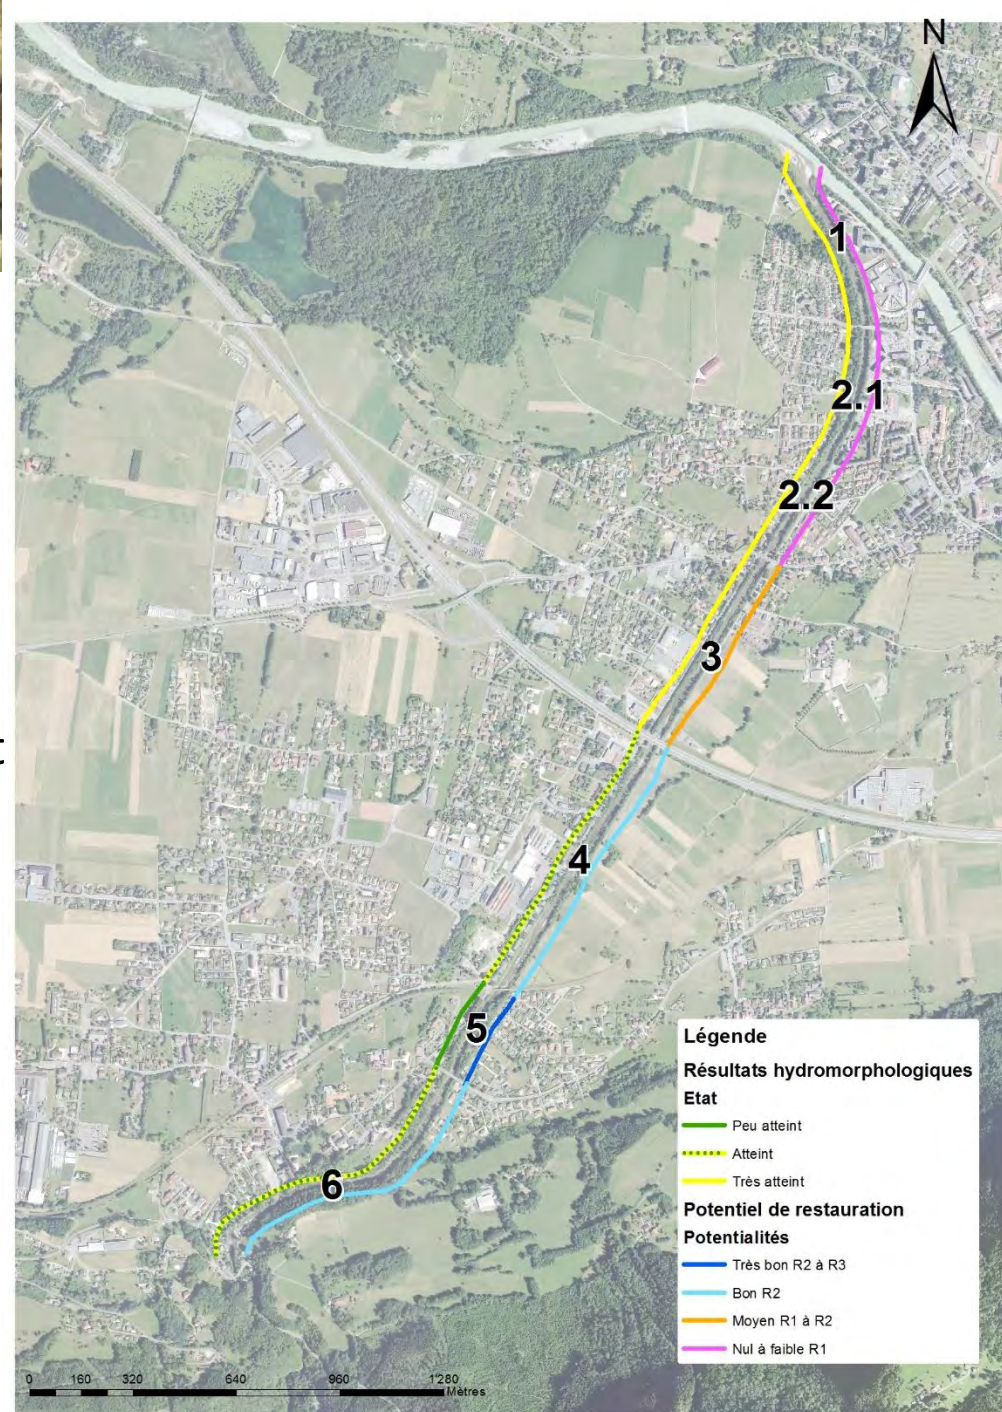 N
1
2.1
2.2
3
t
4
5
6
Légende
Résultats hydromorphologiques
Etat
Peu atteint
Atteint
Très atteint
Potentiel de restauration
Potentialités
Très bon R2 à R3
Bon R2
Moyen R1 à R2
Nul à faible R1
0 160 320 640 960 1'280
Mètres